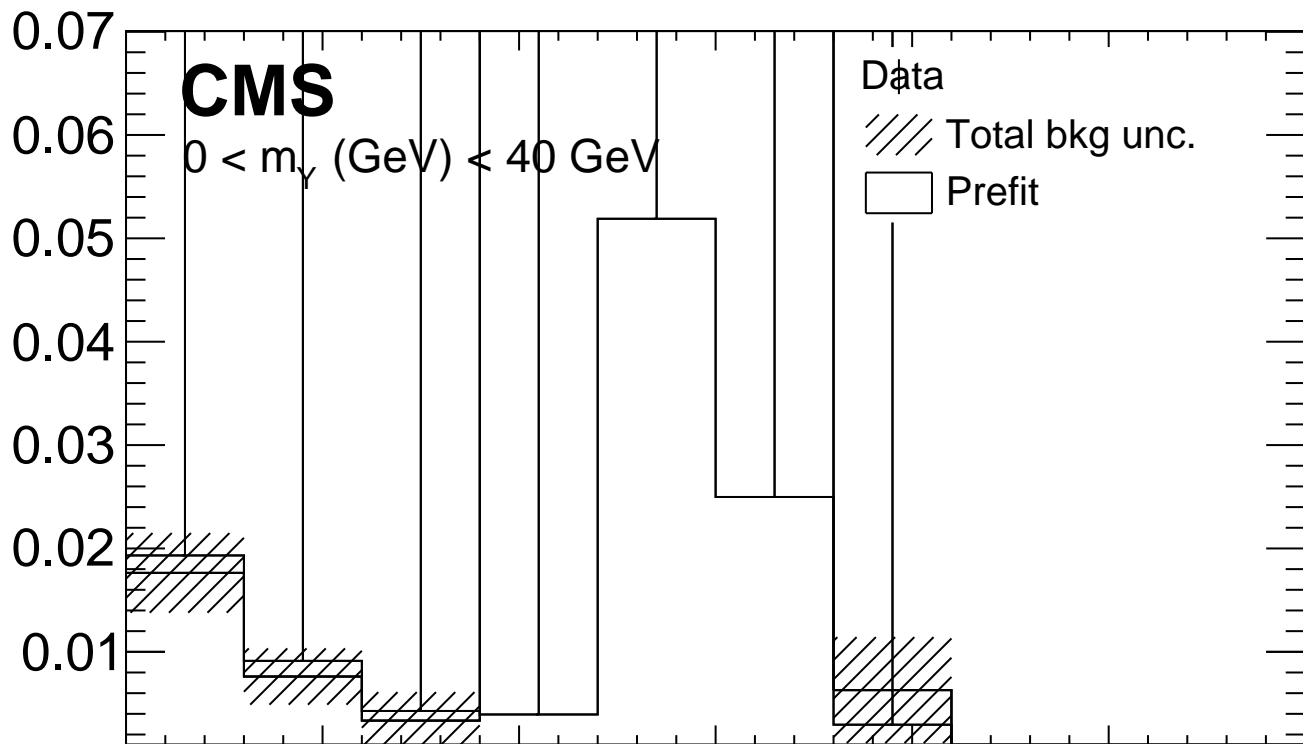 0.07
CMS
Data
0.06
Total bkg unc.
0 < m_Y (GeV) < 40 GeV
Prefit
0.05
0.04
0.03
0.02
0.01